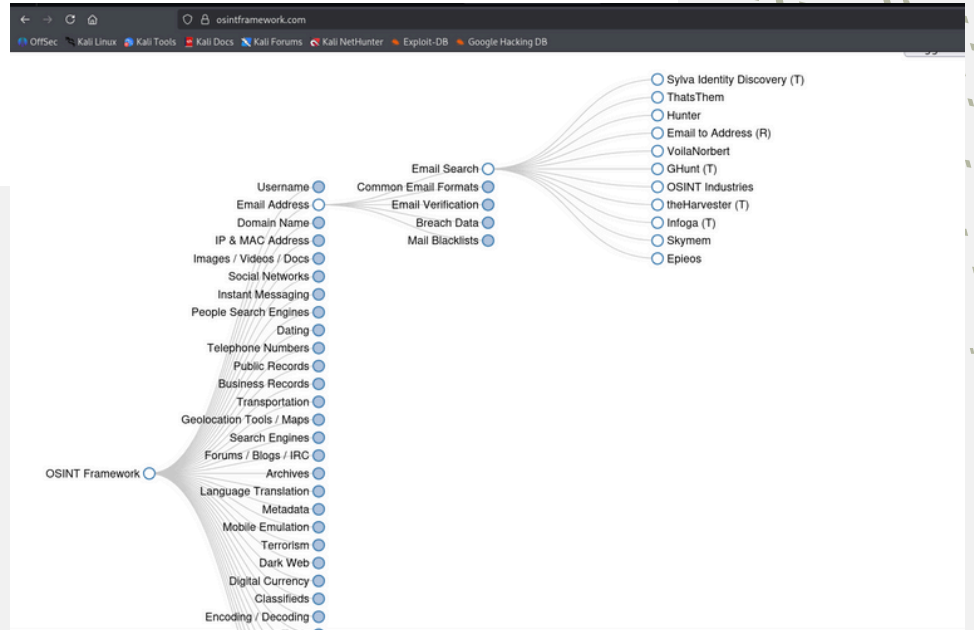 osintframework.com
OffSec Kali Linux Kali Tools Kali Docs Kali Forums Kali NetHunter Exploit-DB Google Hacking DB
Sylva Identity Discovery (T)
ThatsThem
Hunter
Email to Address (R)
VoilaNorbert
GHunt (T)
OSINT Industries
theHarvester (T)
Infoga (T)
Skymem
Epieos
Email Search
Common Email Formats
Email Verification
Breach Data
Mail Blacklists
Username
Email Address
Domain Name
IP & MAC Address
Images / Videos / Docs
Social Networks
Instant Messaging
People Search Engines
Dating
Telephone Numbers
Public Records
Business Records
Transportation
Geolocation Tools / Maps
Search Engines
Forums / Blogs / IRC
Archives
Language Translation
Metadata
Mobile Emulation
Terrorism
Dark Web
Digital Currency
Classifieds
Encoding / Decoding
OSINT Framework